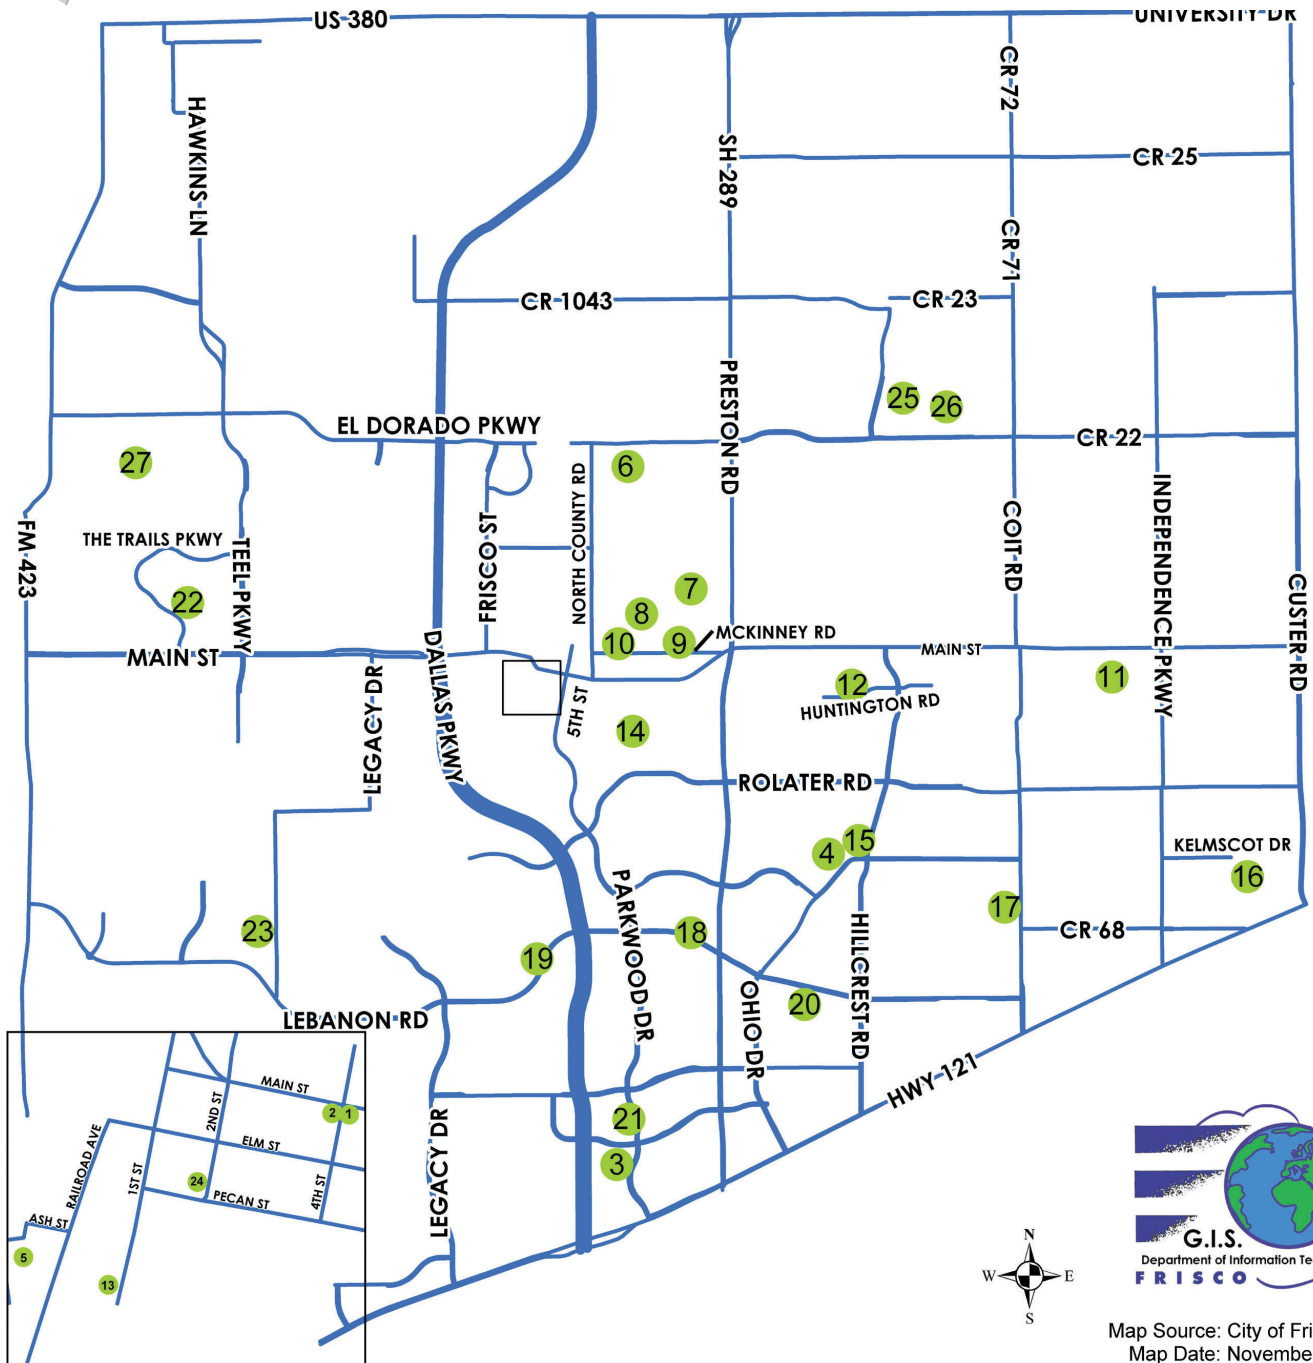 US 380
UNIVERSITY DR
HAWKINS LN
SH 289
CR 72
CR 25
CR 71
CR 1043
CR 23
PRESTON RD
25
26
EL DORADO PKWY
CR 22
27
6
FM 423
THE TRAILS PKWY
TEEL PKWY
FRISCO ST
NORTH COUNTY RD
COIT RD
INDEPENDENCE PKWY
CUSTER RD
22
7
8
10
9
MCKINNEY RD
MAIN ST
MAIN ST
DALLAS PKWY
LEGACY DR
5TH ST
12
HUNTINGTON RD
11
14
ROLATER RD
4
15
KELMSCOT DR
16
PARKWOOD DR
17
23
18
HILLCREST RD
CR 68
19
20
OHIO DR
LEBANON RD
HWY 121
21
3
LEGACY DR
MAIN ST
2
1
2ND ST
ELM ST
RAILROAD AVE
1ST ST
24
PECAN ST
4TH ST
ASH ST
5
13
N
W
E
S
G.I.S.
Department of Information Te
FRISCO
Map Source: City of Fri
Map Date: Novembe